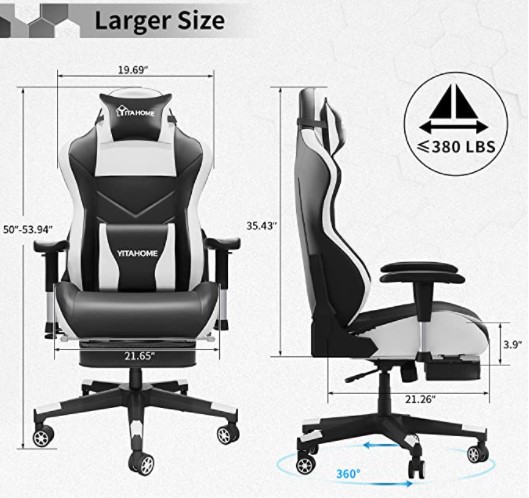 Larger Size
19.69"
YITAHOME
≤380 LBS
50"-53.94"
35.43"
YITAHOME
3.9"
21.65"
21.26"
360°